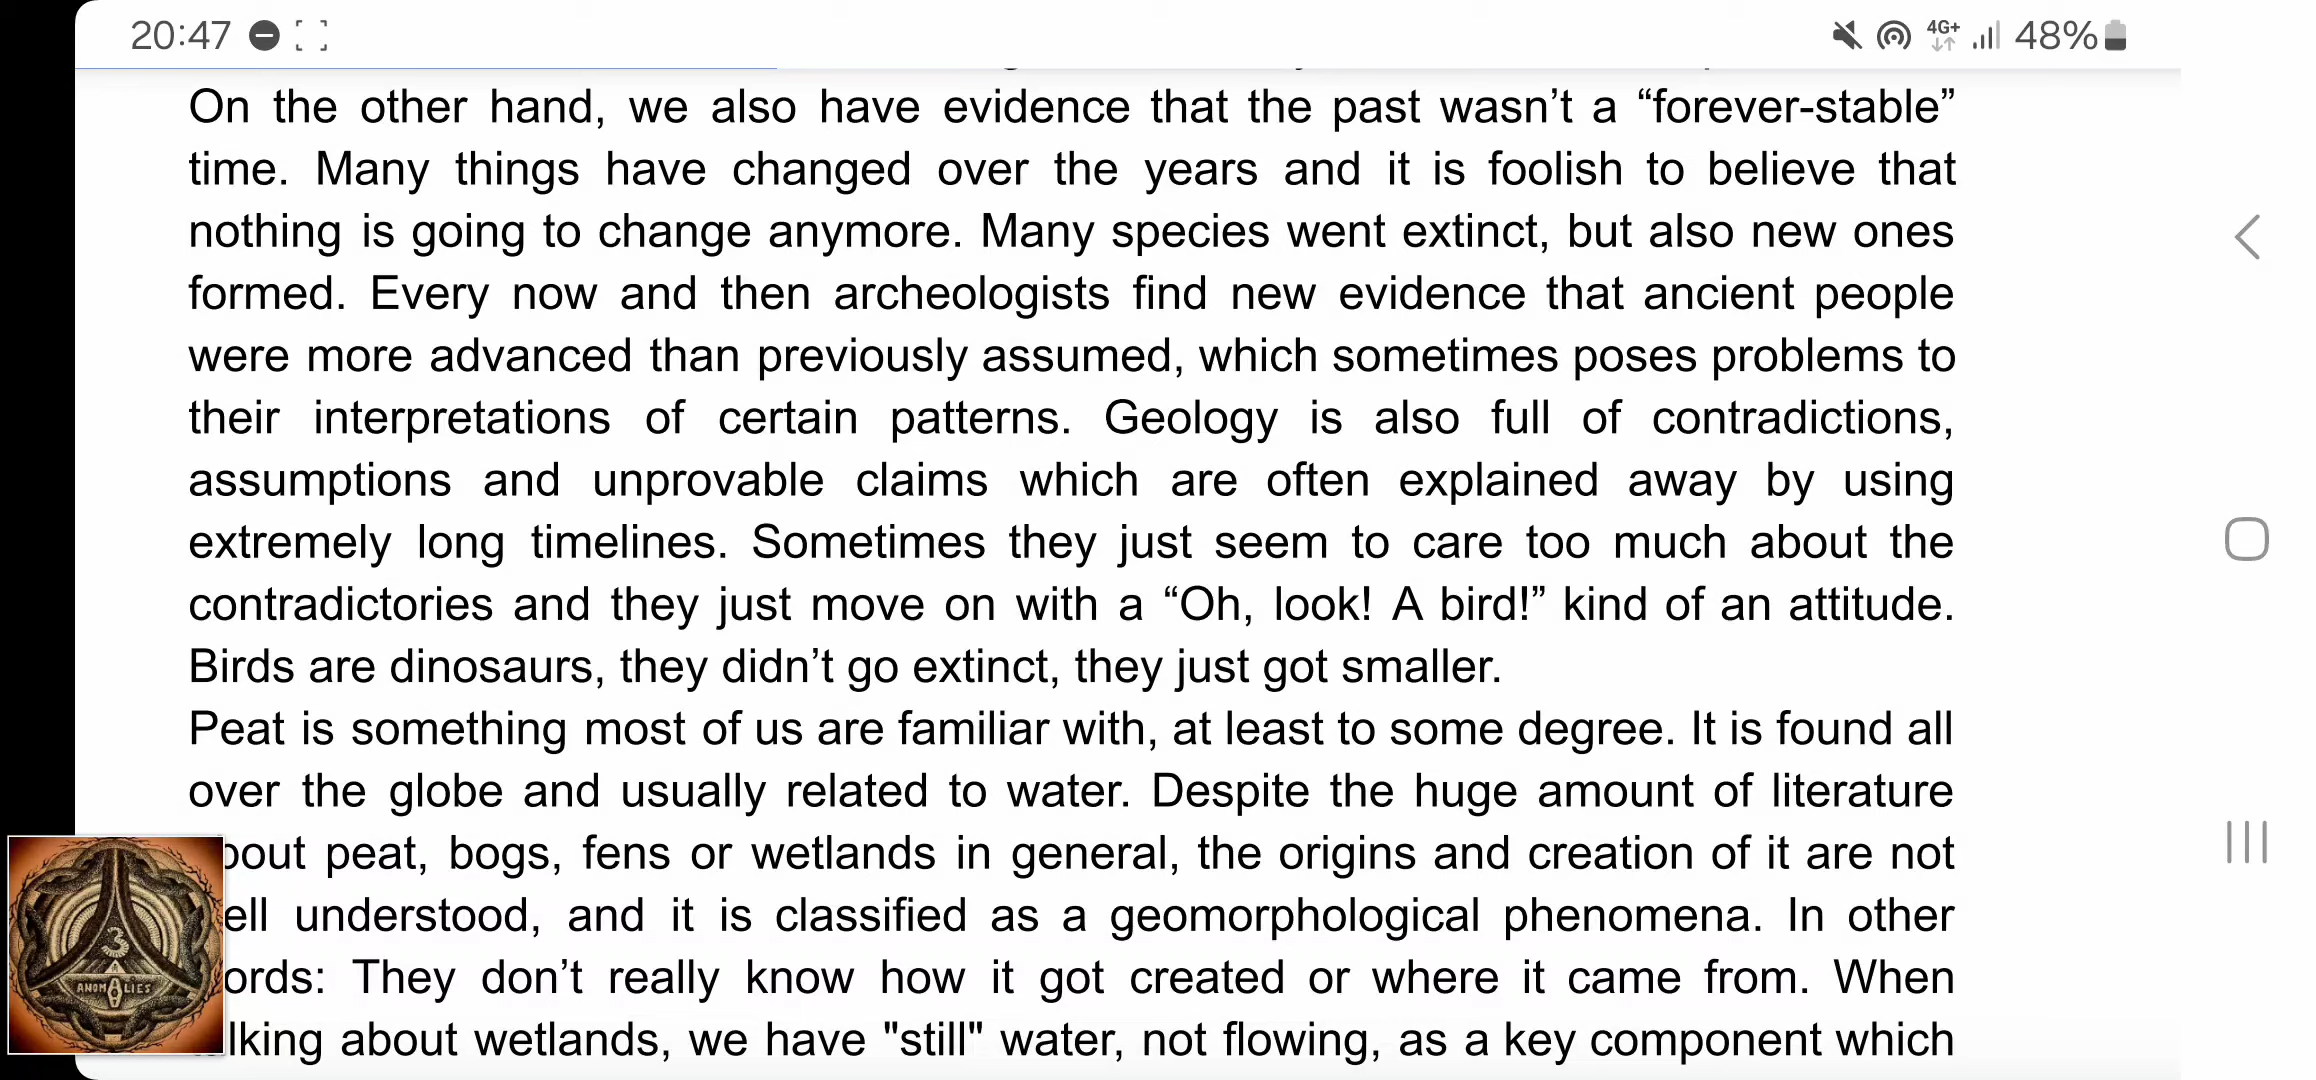 20:47
4G+
48%
On the other hand, we also have evidence that the past wasn’t a “forever-stable”
time. Many things have changed over the years and it is foolish to believe that
nothing is going to change anymore. Many species went extinct, but also new ones
formed. Every now and then archeologists find new evidence that ancient people
were more advanced than previously assumed, which sometimes poses problems to
their interpretations of certain patterns. Geology is also full of contradictions,
assumptions and unprovable claims which are often explained away by using
extremely long timelines. Sometimes they just seem to care too much about the
contradictories and they just move on with a “Oh, look! A bird!” kind of an attitude.
Birds are dinosaurs, they didn’t go extinct, they just got smaller.
Peat is something most of us are familiar with, at least to some degree. It is found all
over the globe and usually related to water. Despite the huge amount of literature
bout peat, bogs, fens or wetlands in general, the origins and creation of it are not
ell understood, and it is classified as a geomorphological phenomena. In other
ords: They don’t really know how it got created or where it came from. When
lking about wetlands, we have "still" water, not flowing, as a key component which
3
ANOMALIES